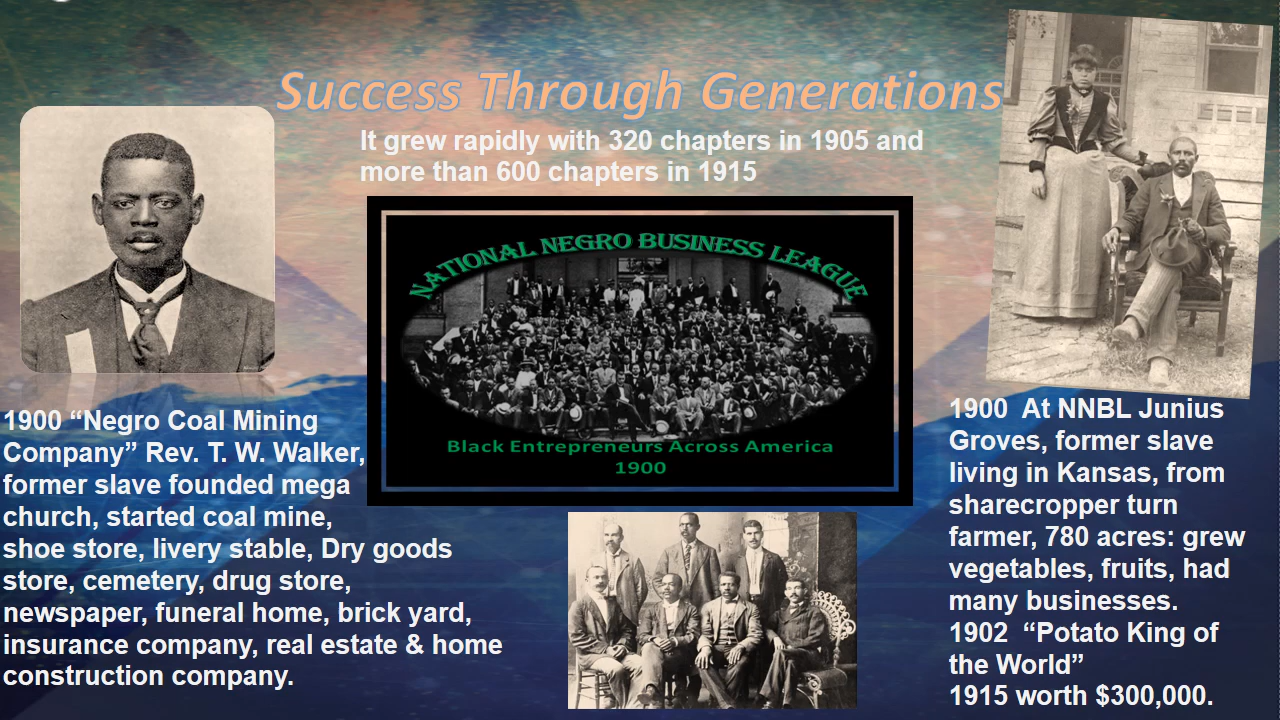 Success Through Generations
It grew rapidly with 320 chapters in 1905 and
more than 600 chapters in 1915
NATIONAL NEGRO BUSINESS LEAGUE
Black Entrepreneurs Across America
1900
1900 “Negro Coal Mining
Company” Rev. T. W. Walker,
former slave founded mega
church, started coal mine,
shoe store, livery stable, Dry goods
store, cemetery, drug store,
newspaper, funeral home, brick yard,
insurance company, real estate & home
construction company.
1900  At NNBL Junius
Groves, former slave
living in Kansas, from
sharecropper turn
farmer, 780 acres: grew
vegetables, fruits, had
many businesses.
1902  “Potato King of
the World”
1915 worth $300,000.